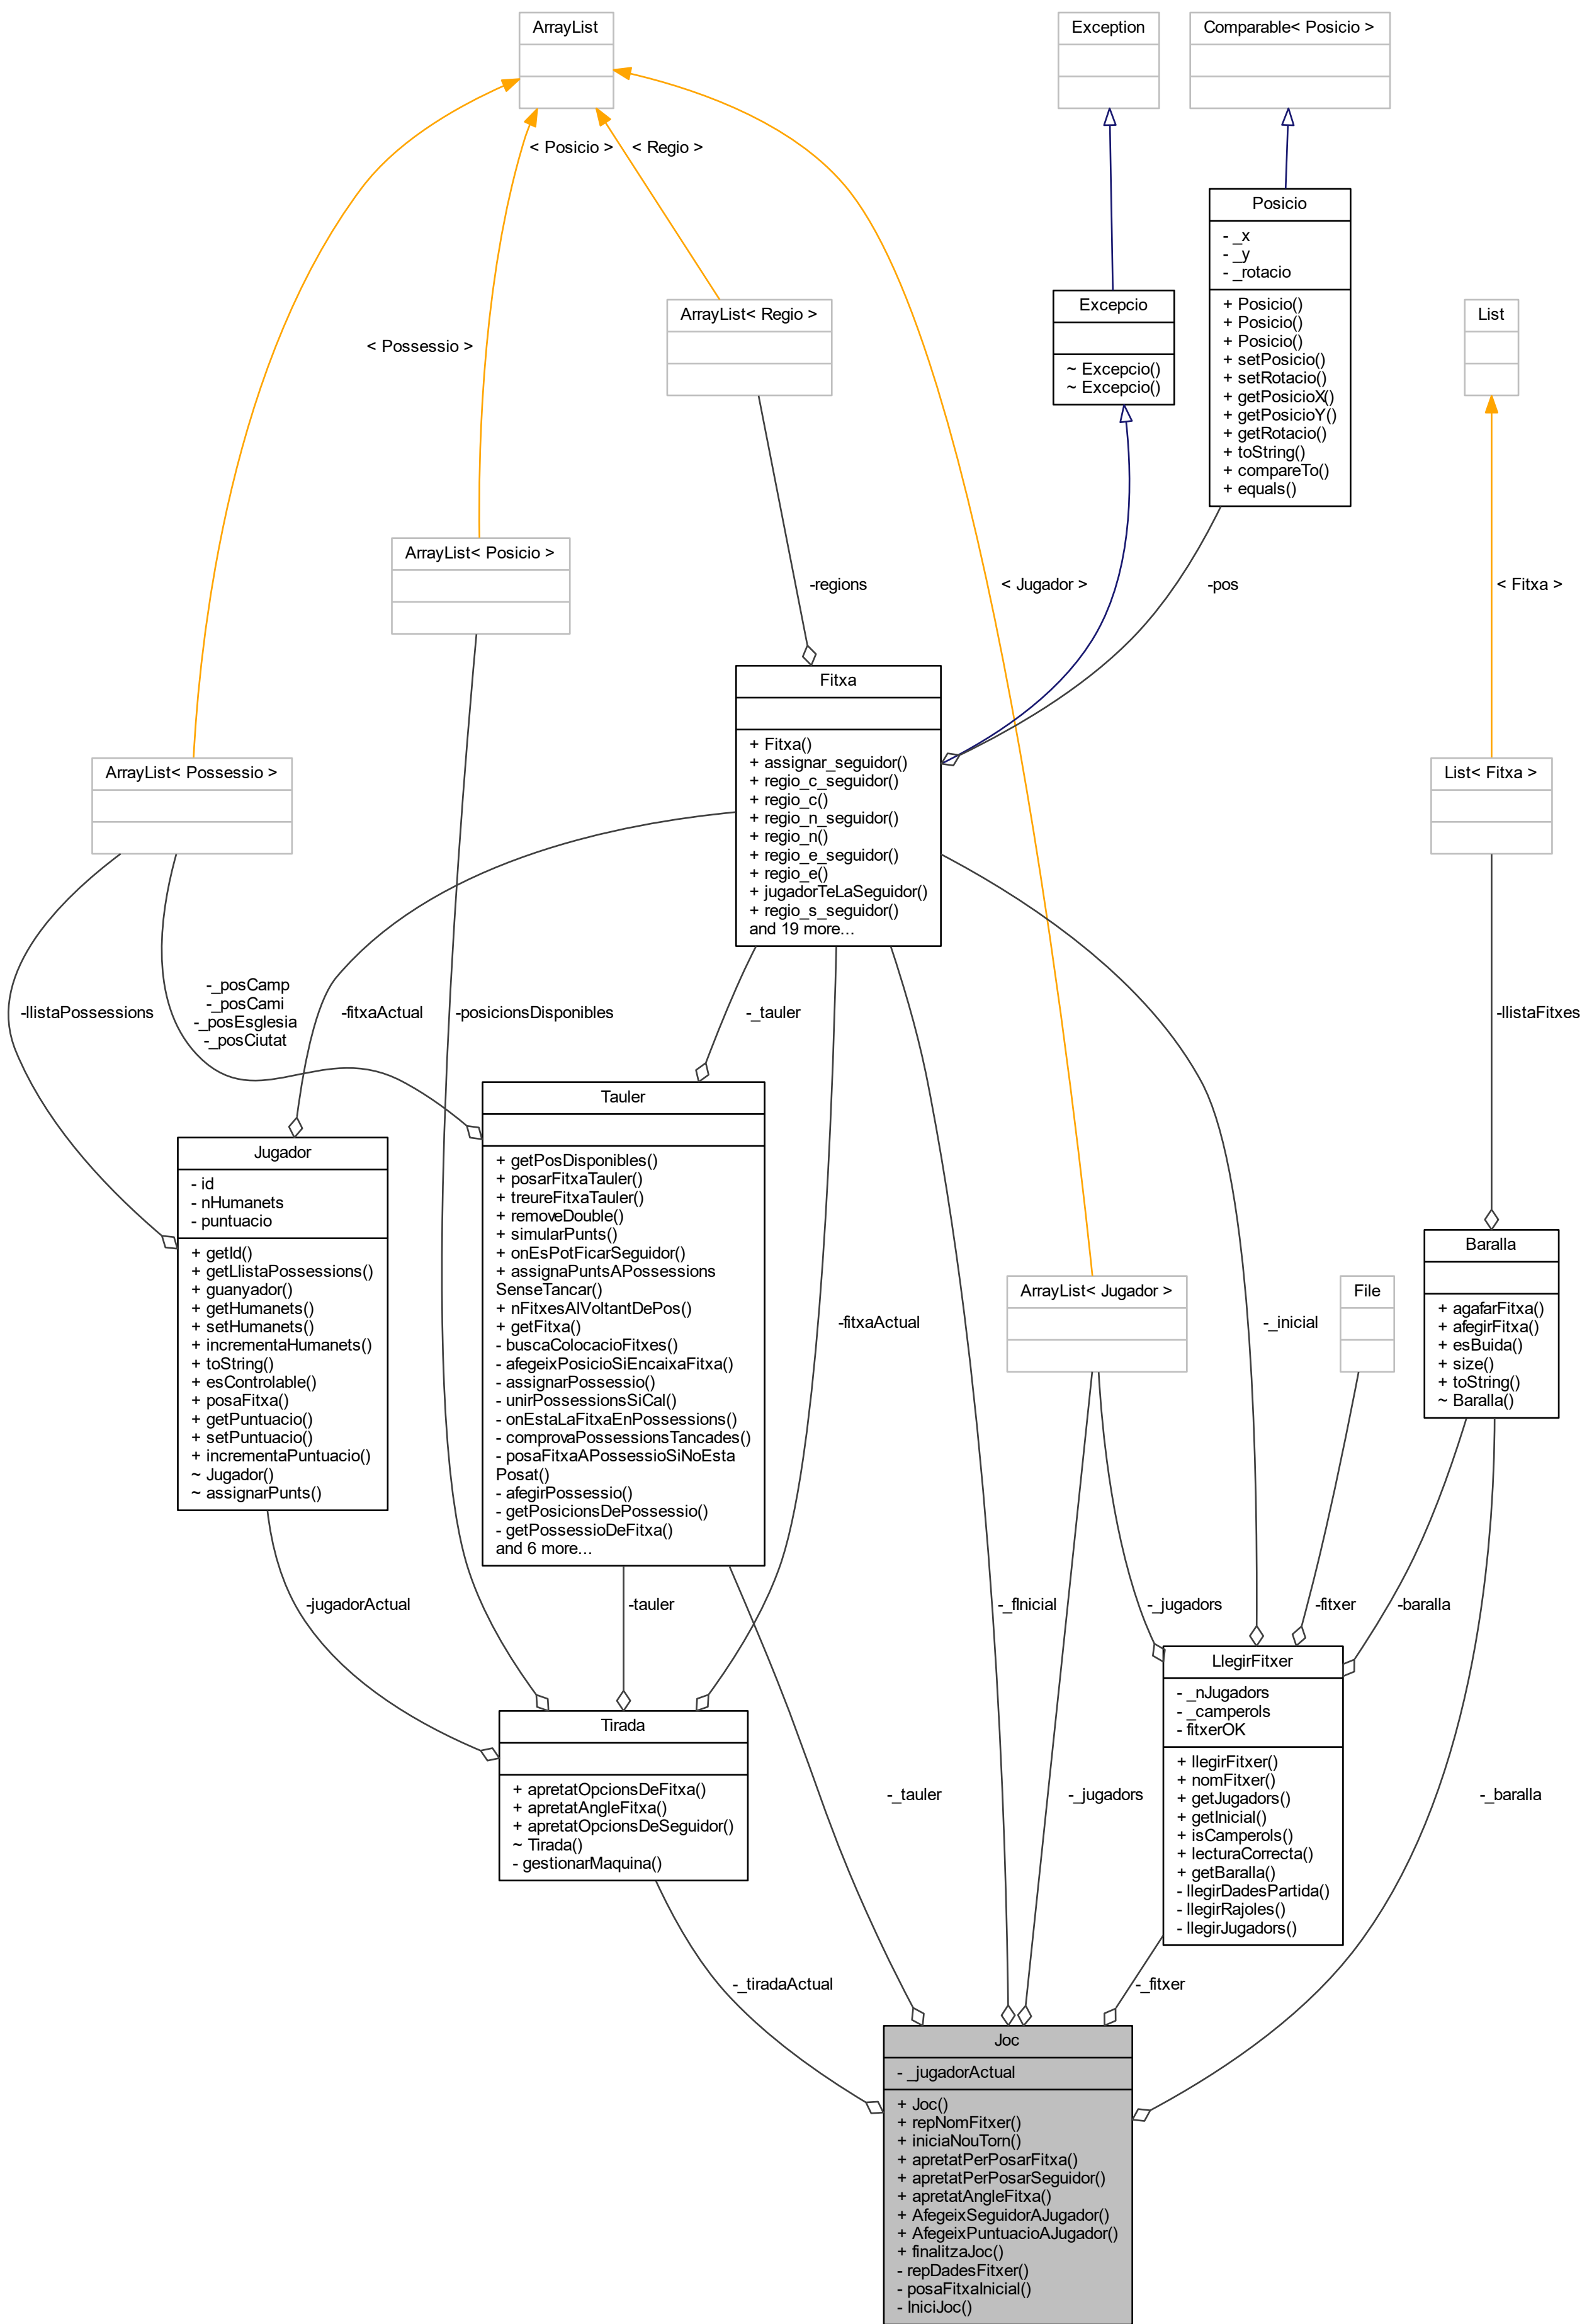 ArrayList
Exception
Comparable< Posicio >
< Posicio >
< Regio >
Posicio
- _x
- _y
- _rotacio
+ Posicio()
+ Posicio()
+ Posicio()
+ setPosicio()
+ setRotacio()
+ getPosicioX()
+ getPosicioY()
+ getRotacio()
+ toString()
+ compareTo()
+ equals()
ArrayList< Regio >
Excepcio
~ Excepcio()
~ Excepcio()
List
< Possessio >
ArrayList< Posicio >
-regions
< Jugador >
-pos
< Fitxa >
Fitxa
+ Fitxa()
+ assignar_seguidor()
+ regio_c_seguidor()
+ regio_c()
+ regio_n_seguidor()
+ regio_n()
+ regio_e_seguidor()
+ regio_e()
+ jugadorTeLaSeguidor()
+ regio_s_seguidor()
and 19 more...
ArrayList< Possessio >
List< Fitxa >
-llistaPossessions
-_posCamp
-_posCami
-_posEsglesia
-_posCiutat
-fitxaActual
-posicionsDisponibles
-_tauler
-llistaFitxes
Tauler
+ getPosDisponibles()
+ posarFitxaTauler()
+ treureFitxaTauler()
+ removeDouble()
+ simularPunts()
+ onEsPotFicarSeguidor()
+ assignaPuntsAPossessions
SenseTancar()
+ nFitxesAlVoltantDePos()
+ getFitxa()
- buscaColocacioFitxes()
- afegeixPosicioSiEncaixaFitxa()
- assignarPossessio()
- unirPossessionsSiCal()
- onEstaLaFitxaEnPossessions()
- comprovaPossessionsTancades()
- posaFitxaAPossessioSiNoEsta
Posat()
- afegirPossessio()
- getPosicionsDePossessio()
- getPossessioDeFitxa()
and 6 more...
Jugador
- id
- nHumanets
- puntuacio
+ getId()
+ getLlistaPossessions()
+ guanyador()
+ getHumanets()
+ setHumanets()
+ incrementaHumanets()
+ toString()
+ esControlable()
+ posaFitxa()
+ getPuntuacio()
+ setPuntuacio()
+ incrementaPuntuacio()
~ Jugador()
~ assignarPunts()
Baralla
+ agafarFitxa()
+ afegirFitxa()
+ esBuida()
+ size()
+ toString()
~ Baralla()
ArrayList< Jugador >
File
-fitxaActual
-_inicial
-jugadorActual
-tauler
-_fInicial
-_jugadors
-fitxer
-baralla
LlegirFitxer
- _nJugadors
- _camperols
- fitxerOK
+ llegirFitxer()
+ nomFitxer()
+ getJugadors()
+ getInicial()
+ isCamperols()
+ lecturaCorrecta()
+ getBaralla()
- llegirDadesPartida()
- llegirRajoles()
- llegirJugadors()
Tirada
+ apretatOpcionsDeFitxa()
+ apretatAngleFitxa()
+ apretatOpcionsDeSeguidor()
~ Tirada()
- gestionarMaquina()
-_tauler
-_jugadors
-_baralla
-_tiradaActual
-_fitxer
Joc
- _jugadorActual
+ Joc()
+ repNomFitxer()
+ iniciaNouTorn()
+ apretatPerPosarFitxa()
+ apretatPerPosarSeguidor()
+ apretatAngleFitxa()
+ AfegeixSeguidorAJugador()
+ AfegeixPuntuacioAJugador()
+ finalitzaJoc()
- repDadesFitxer()
- posaFitxaInicial()
- IniciJoc()